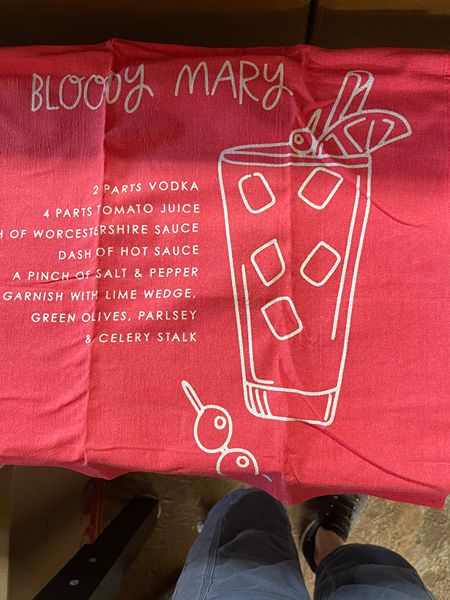 BLOODY MARY
2 PARTS VODKA
4 PARTS TOMATO JUICE
H OF WORCESTERSHIRE SAUCE
DASH OF HOT SAUCE
A PINCH OF SALT & PEPPER
GARNISH WITH LIME WEDGE,
GREEN OLIVES, PARLSEY
& CELERY STALK